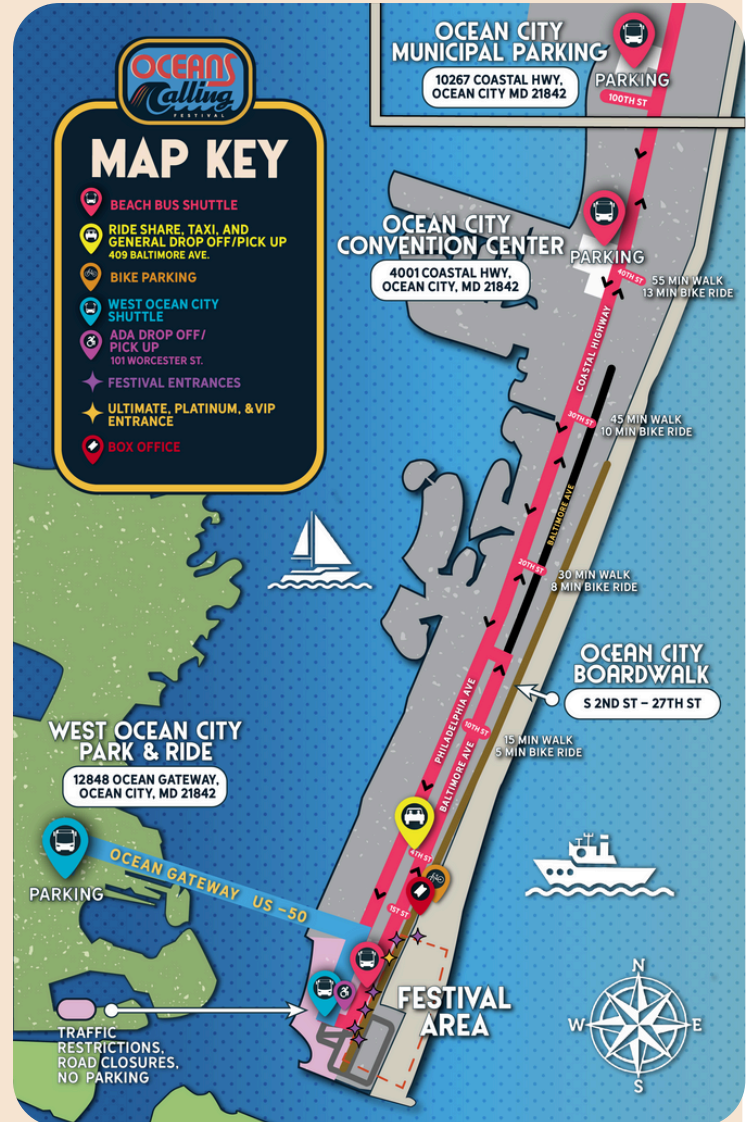 OCEANS
Calling
FESTIVAL
MAP KEY
BEACH BUS SHUTTLE
RIDE SHARE, TAXI, AND
GENERAL DROP OFF/PICK UP
409 BALTIMORE AVE.
BIKE PARKING
WEST OCEAN CITY
SHUTTLE
ADA DROP OFF/
PICK UP
101 WORCESTER ST.
FESTIVAL ENTRANCES
ULTIMATE, PLATINUM, &VIP
ENTRANCE
BOX OFFICE
OCEAN CITY
MUNICIPAL PARKING
10267 COASTAL HWY,
OCEAN CITY MD 21842
PARKING
100TH ST
OCEAN CITY
CONVENTION CENTER
4001 COASTAL HWY,
OCEAN CITY, MD 21842
PARKING
40TH ST
55 MIN WALK
13 MIN BIKE RIDE
COASTAL HIGHWAY
30TH ST
45 MIN WALK
10 MIN BIKE RIDE
BALTIMORE AVE
20TH ST
30 MIN WALK
8 MIN BIKE RIDE
OCEAN CITY
BOARDWALK
S 2ND ST – 27TH ST
PHILADELPHIA AVE
10TH ST
15 MIN WALK
5 MIN BIKE RIDE
BALTIMORE AVE
WEST OCEAN CITY
PARK & RIDE
12848 OCEAN GATEWAY,
OCEAN CITY, MD 21842
PARKING
OCEAN GATEWAY US -50
4TH ST
1ST ST
FESTIVAL
AREA
TRAFFIC
RESTRICTIONS,
ROAD CLOSURES,
NO PARKING
N
W
E
S